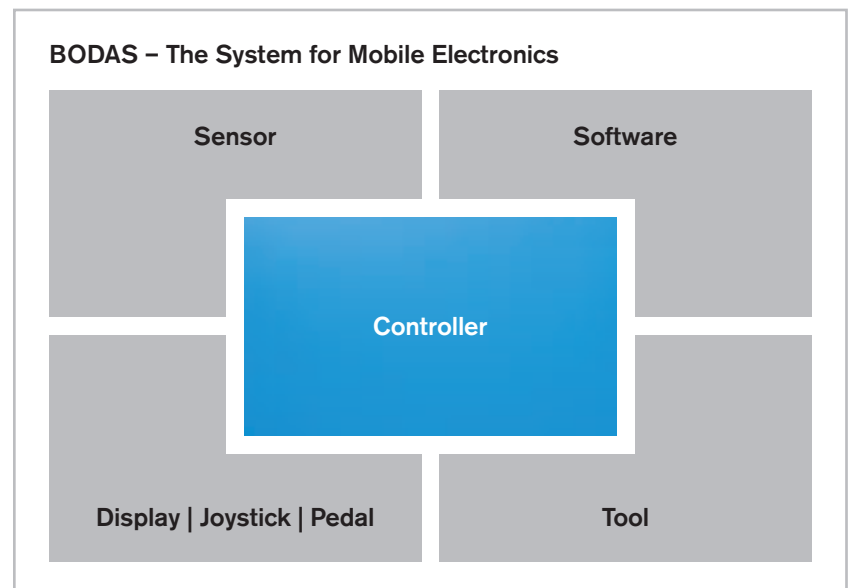 BODAS – The System for Mobile Electronics
Sensor
Software
Controller
Display | Joystick | Pedal
Tool